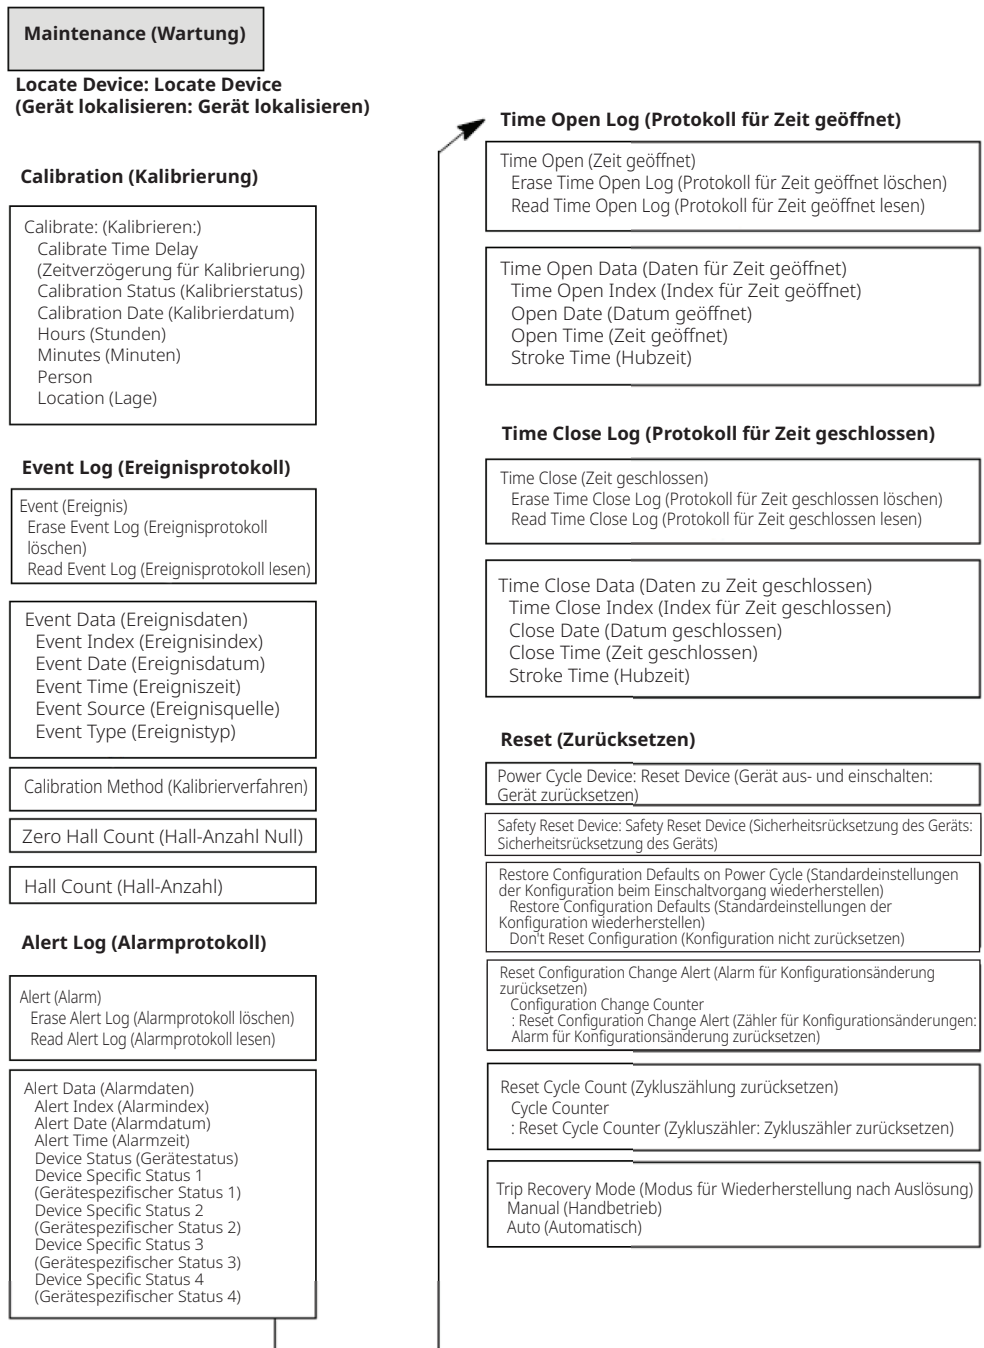 Maintenance (Wartung)
Locate Device: Locate Device
(Gerät lokalisieren: Gerät lokalisieren)
Calibration (Kalibrierung)
Calibrate: (Kalibrieren:)
Calibrate Time Delay
(Zeitverzögerung für Kalibrierung)
Calibration Status (Kalibrierstatus)
Calibration Date (Kalibrierdatum)
Hours (Stunden)
Minutes (Minuten)
Person
Location (Lage)
Event Log (Ereignisprotokoll)
Event (Ereignis)
Erase Event Log (Ereignisprotokoll
löschen)
Read Event Log (Ereignisprotokoll lesen)
Event Data (Ereignisdaten)
Event Index (Ereignisindex)
Event Date (Ereignisdatum)
Event Time (Ereigniszeit)
Event Source (Ereignisquelle)
Event Type (Ereignistyp)
Calibration Method (Kalibrierverfahren)
Zero Hall Count (Hall-Anzahl Null)
Hall Count (Hall-Anzahl)
Alert Log (Alarmprotokoll)
Alert (Alarm)
Erase Alert Log (Alarmprotokoll löschen)
Read Alert Log (Alarmprotokoll lesen)
Alert Data (Alarmdaten)
Alert Index (Alarmindex)
Alert Date (Alarmdatum)
Alert Time (Alarmzeit)
Device Status (Gerätestatus)
Device Specific Status 1
(Gerätespezifischer Status 1)
Device Specific Status 2
(Gerätespezifischer Status 2)
Device Specific Status 3
(Gerätespezifischer Status 3)
Device Specific Status 4
(Gerätespezifischer Status 4)
Time Open Log (Protokoll für Zeit geöffnet)
Time Open (Zeit geöffnet)
Erase Time Open Log (Protokoll für Zeit geöffnet löschen)
Read Time Open Log (Protokoll für Zeit geöffnet lesen)
Time Open Data (Daten für Zeit geöffnet)
Time Open Index (Index für Zeit geöffnet)
Open Date (Datum geöffnet)
Open Time (Zeit geöffnet)
Stroke Time (Hubzeit)
Time Close Log (Protokoll für Zeit geschlossen)
Time Close (Zeit geschlossen)
Erase Time Close Log (Protokoll für Zeit geschlossen löschen)
Read Time Close Log (Protokoll für Zeit geschlossen lesen)
Time Close Data (Daten zu Zeit geschlossen)
Time Close Index (Index für Zeit geschlossen)
Close Date (Datum geschlossen)
Close Time (Zeit geschlossen)
Stroke Time (Hubzeit)
Reset (Zurücksetzen)
Power Cycle Device: Reset Device (Gerät aus- und einschalten:
Gerät zurücksetzen)
Safety Reset Device: Safety Reset Device (Sicherheitsrücksetzung des Geräts:
Sicherheitsrücksetzung des Geräts)
Restore Configuration Defaults on Power Cycle (Standardeinstellungen
der Konfiguration beim Einschaltvorgang wiederherstellen)
Restore Configuration Defaults (Standardeinstellungen der
Konfiguration wiederherstellen)
Don't Reset Configuration (Konfiguration nicht zurücksetzen)
Reset Configuration Change Alert (Alarm für Konfigurationsänderung
zurücksetzen)
Configuration Change Counter
: Reset Configuration Change Alert (Zähler für Konfigurationsänderungen:
Alarm für Konfigurationsänderung zurücksetzen)
Reset Cycle Count (Zykluszählung zurücksetzen)
Cycle Counter
: Reset Cycle Counter (Zykluszähler: Zykluszähler zurücksetzen)
Trip Recovery Mode (Modus für Wiederherstellung nach Auslösung)
Manual (Handbetrieb)
Auto (Automatisch)